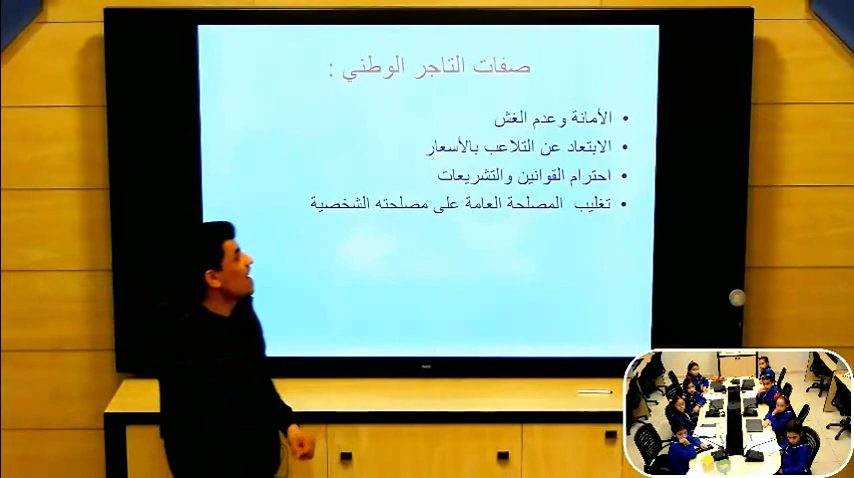 صفات التاجر الوطني :
• الأمانة وعدم الغش
• الابتعاد عن التلاعب بالأسعار
• احترام القوانين والتشريعات
• تغليب المصلحة العامة على مصلحته الشخصية